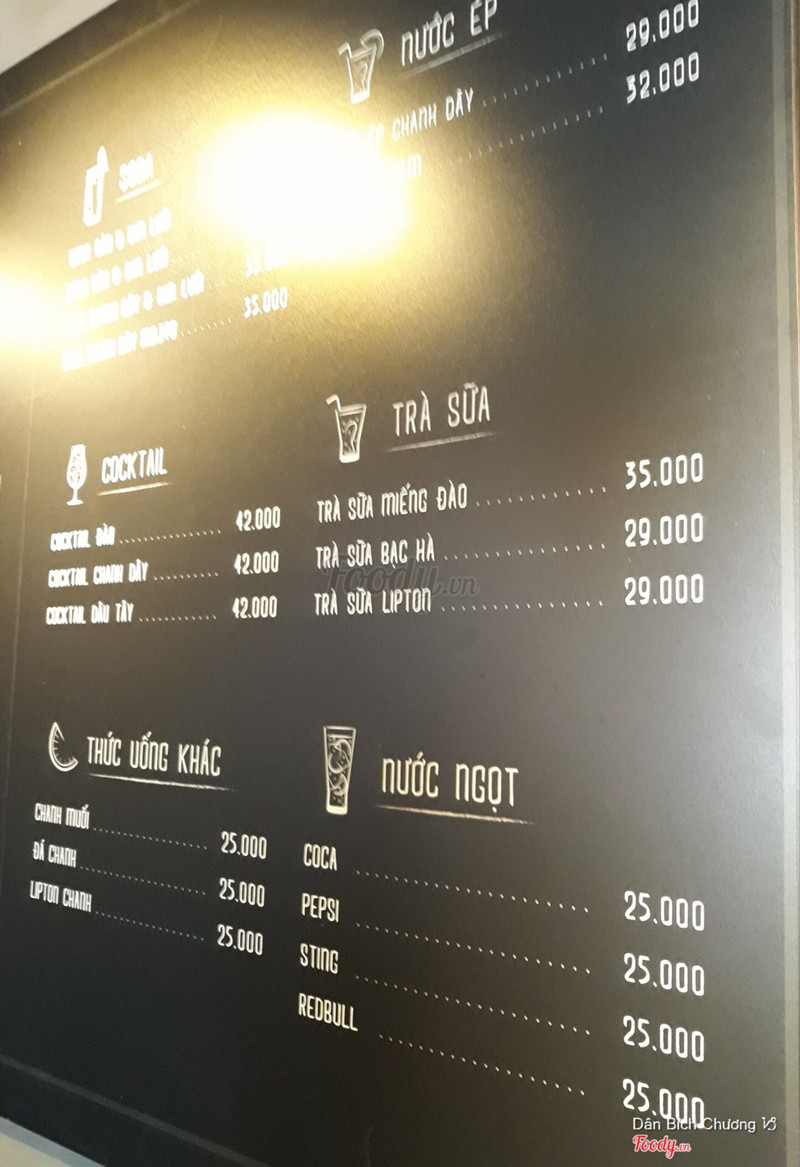 NƯỚC ÉP
29.000
ÉP CHANH DÂY
32.000
SODA
35.000
35.000
COCKTAIL
COCKTAIL ĐÀO 42.000
COCKTAIL CHANH DÂY 42.000
COCKTAIL DÂU TÂY 42.000
TRÀ SỮA
TRÀ SỮA MIẾNG ĐÀO 35.000
TRÀ SỮA BẠC HÀ 29.000
TRÀ SỮA LIPTON 29.000
THỨC UỐNG KHÁC
CHANH MUỐI 25.000
ĐÁ CHANH 25.000
LIPTON CHANH 25.000
NƯỚC NGỌT
COCA 25.000
PEPSI 25.000
STING 25.000
REDBULL 25.000
Foody.vn
Dân Bích Chương
Foody.vn